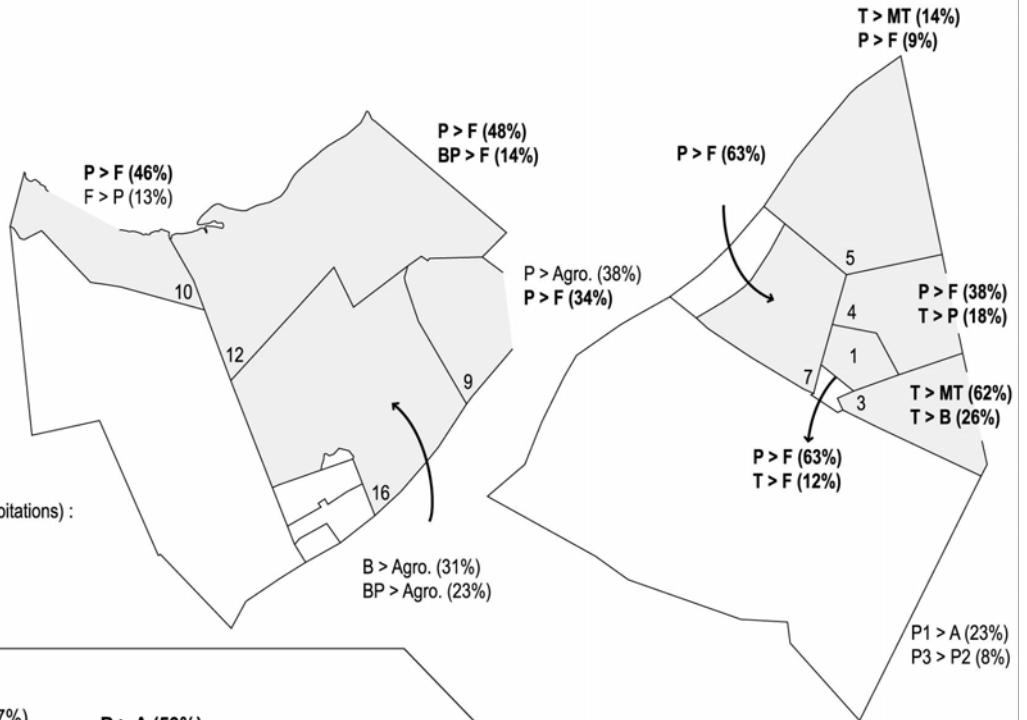 T > MT (14%)
P > F (9%)
P > F (48%)
BP > F (14%)
P > F (63%)
P > F (46%)
F > P (13%)
5
P > Agro. (38%)
P > F (34%)
10
P > F (38%)
T > P (18%)
4
12
1
9
7
3
T > MT (62%)
T > B (26%)
P > F (63%)
T > F (12%)
16
bitations) :
B > Agro. (31%)
BP > Agro. (23%)
P1 > A (23%)
P3 > P2 (8%)
7%)